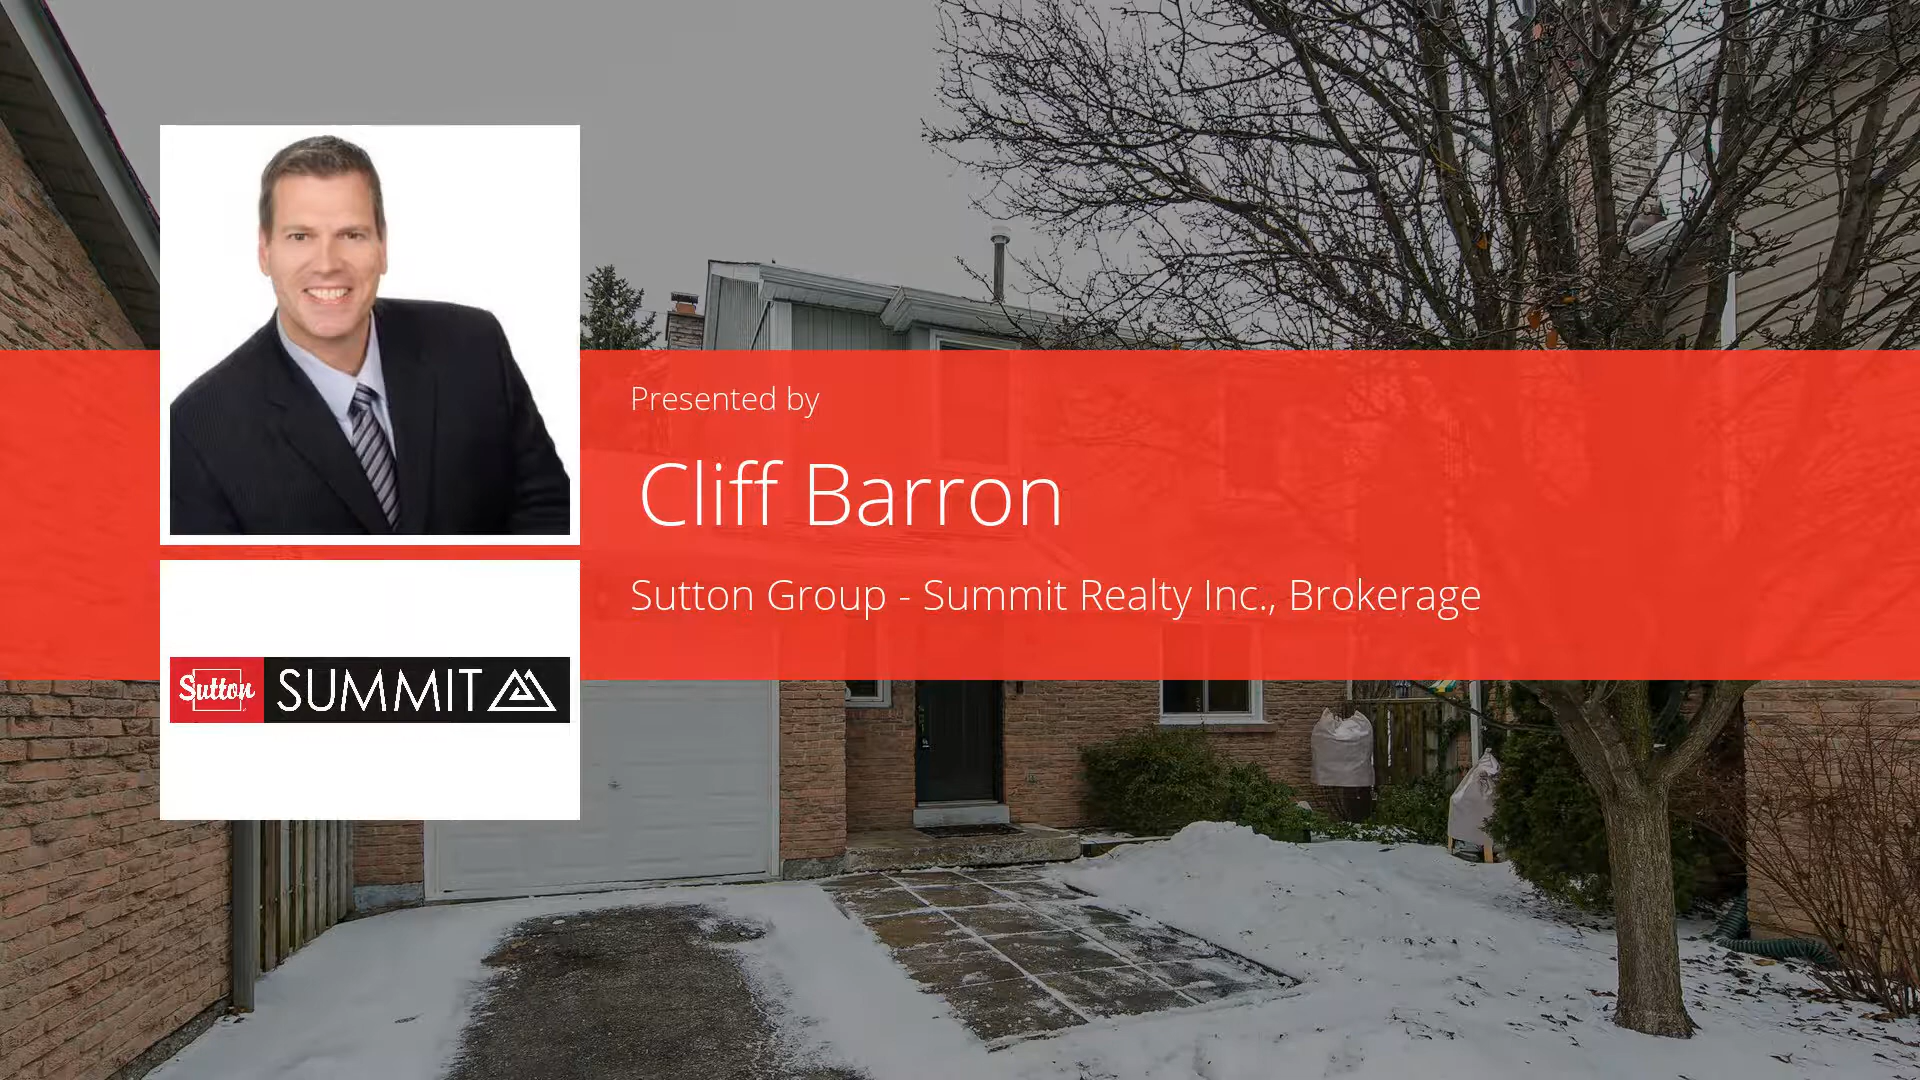 Presented by
Cliff Barron
Sutton Group - Summit Realty Inc., Brokerage
Sutton SUMMIT